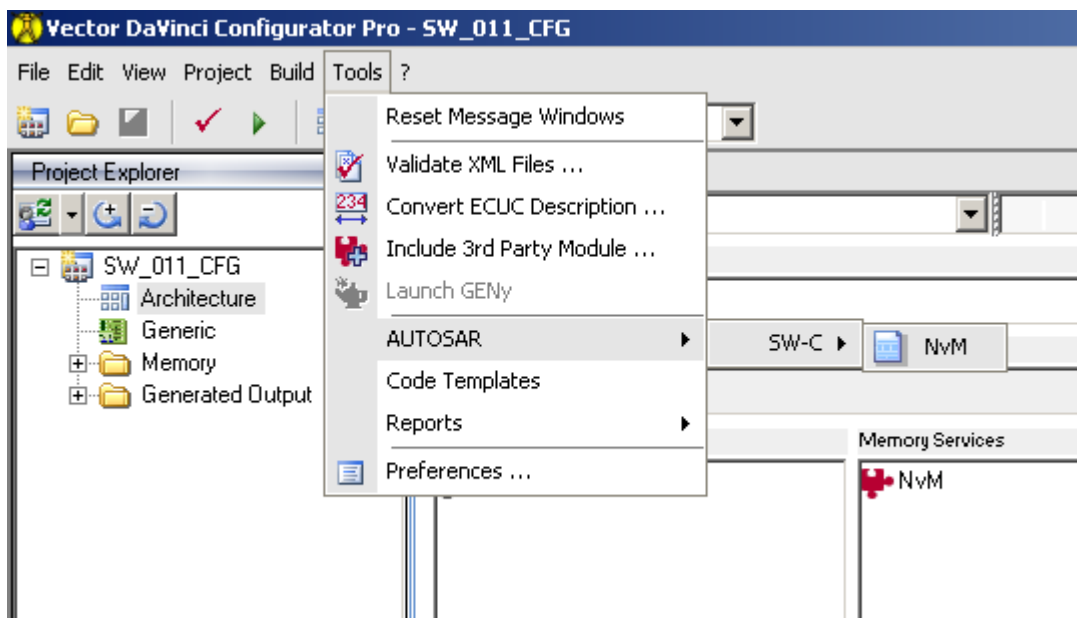 Vector DaVinci Configurator Pro - SW_011_CFG
File Edit View Project Build Tools ?
Reset Message Windows
Project Explorer
Validate XML Files ...
234
Convert ECUC Description ...
Include 3rd Party Module ...
SW_011_CFG
Launch GENy
Architecture
Generic
AUTOSAR
SW-C
NvM
Memory
Code Templates
Generated Output
Reports
Memory Services
Preferences ...
NvM